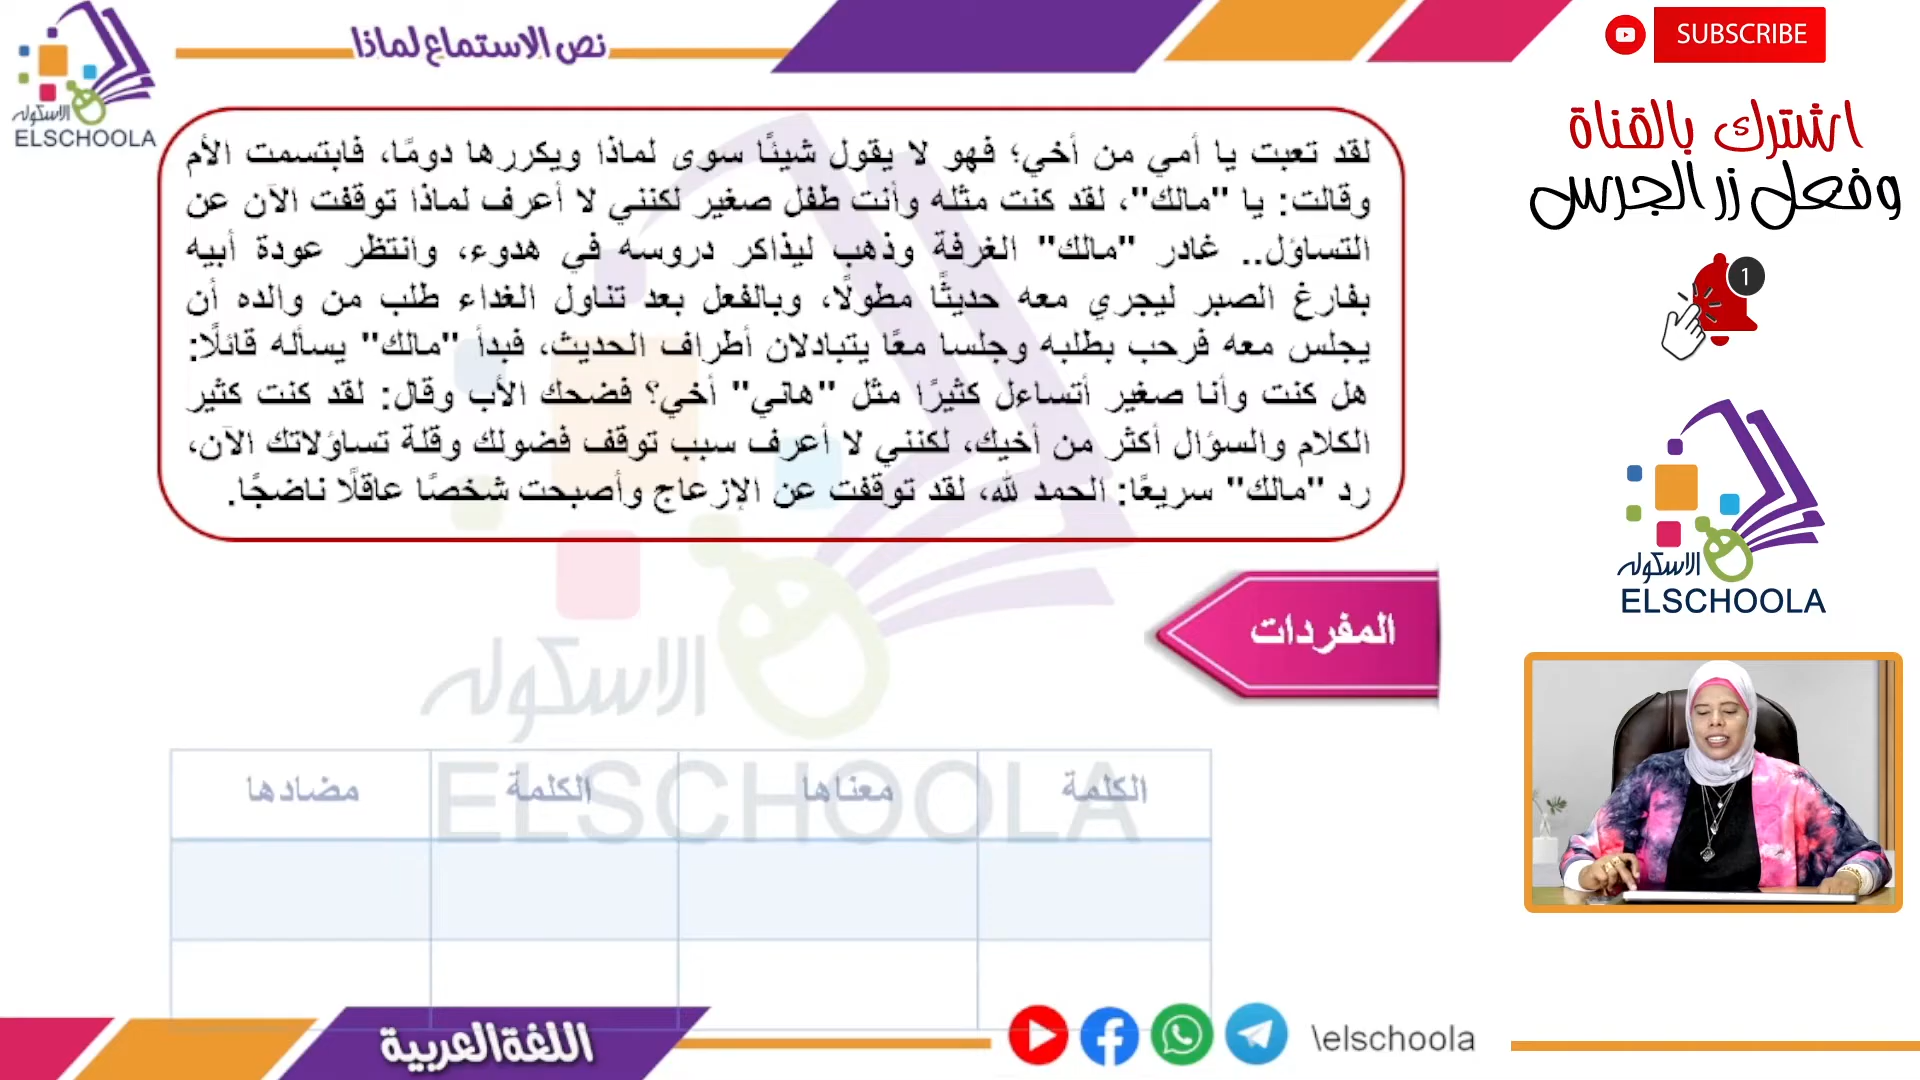 نص الاستماع لماذا
SUBSCRIBE
الاسكوله
ELSCHOOLA
لقد تعبت يا أمي من أخي؛ فهو لا يقول شيئًا سوى لماذا ويكررها دومًا، فابتسمت الأم
وقالت: يا "مالك"، لقد كنت مثله وأنت طفل صغير لكنني لا أعرف لماذا توقفت الآن عن
التساؤل.. غادر "مالك" الغرفة وذهب ليذاكر دروسه في هدوء، وانتظر عودة أبيه
بفارغ الصبر ليجري معه حديثًا مطولًا، وبالفعل بعد تناول الغداء طلب من والده أن
يجلس معه فرحب بطلبه وجلسا معًا يتبادلان أطراف الحديث، فبدأ "مالك" يسأله قائلًا:
هل كنت وأنا صغير أتساءل كثيرًا مثل "هاني" أخي؟ فضحك الأب وقال: لقد كنت كثير
الكلام والسؤال أكثر من أخيك، لكنني لا أعرف سبب توقف فضولك وقلة تساؤلاتك الآن،
رد "مالك" سريعًا: الحمد لله، لقد توقفت عن الإزعاج وأصبحت شخصًا عاقلًا ناضجًا.
اشترك بالقناة
وفعل زر الجرس
1
الاسكوله
ELSCHOOLA
المفردات
الاسكوله
ELSCHOOLA
الكلمة معناها الكلمة مضادها
اللغة العربية
\elschoola